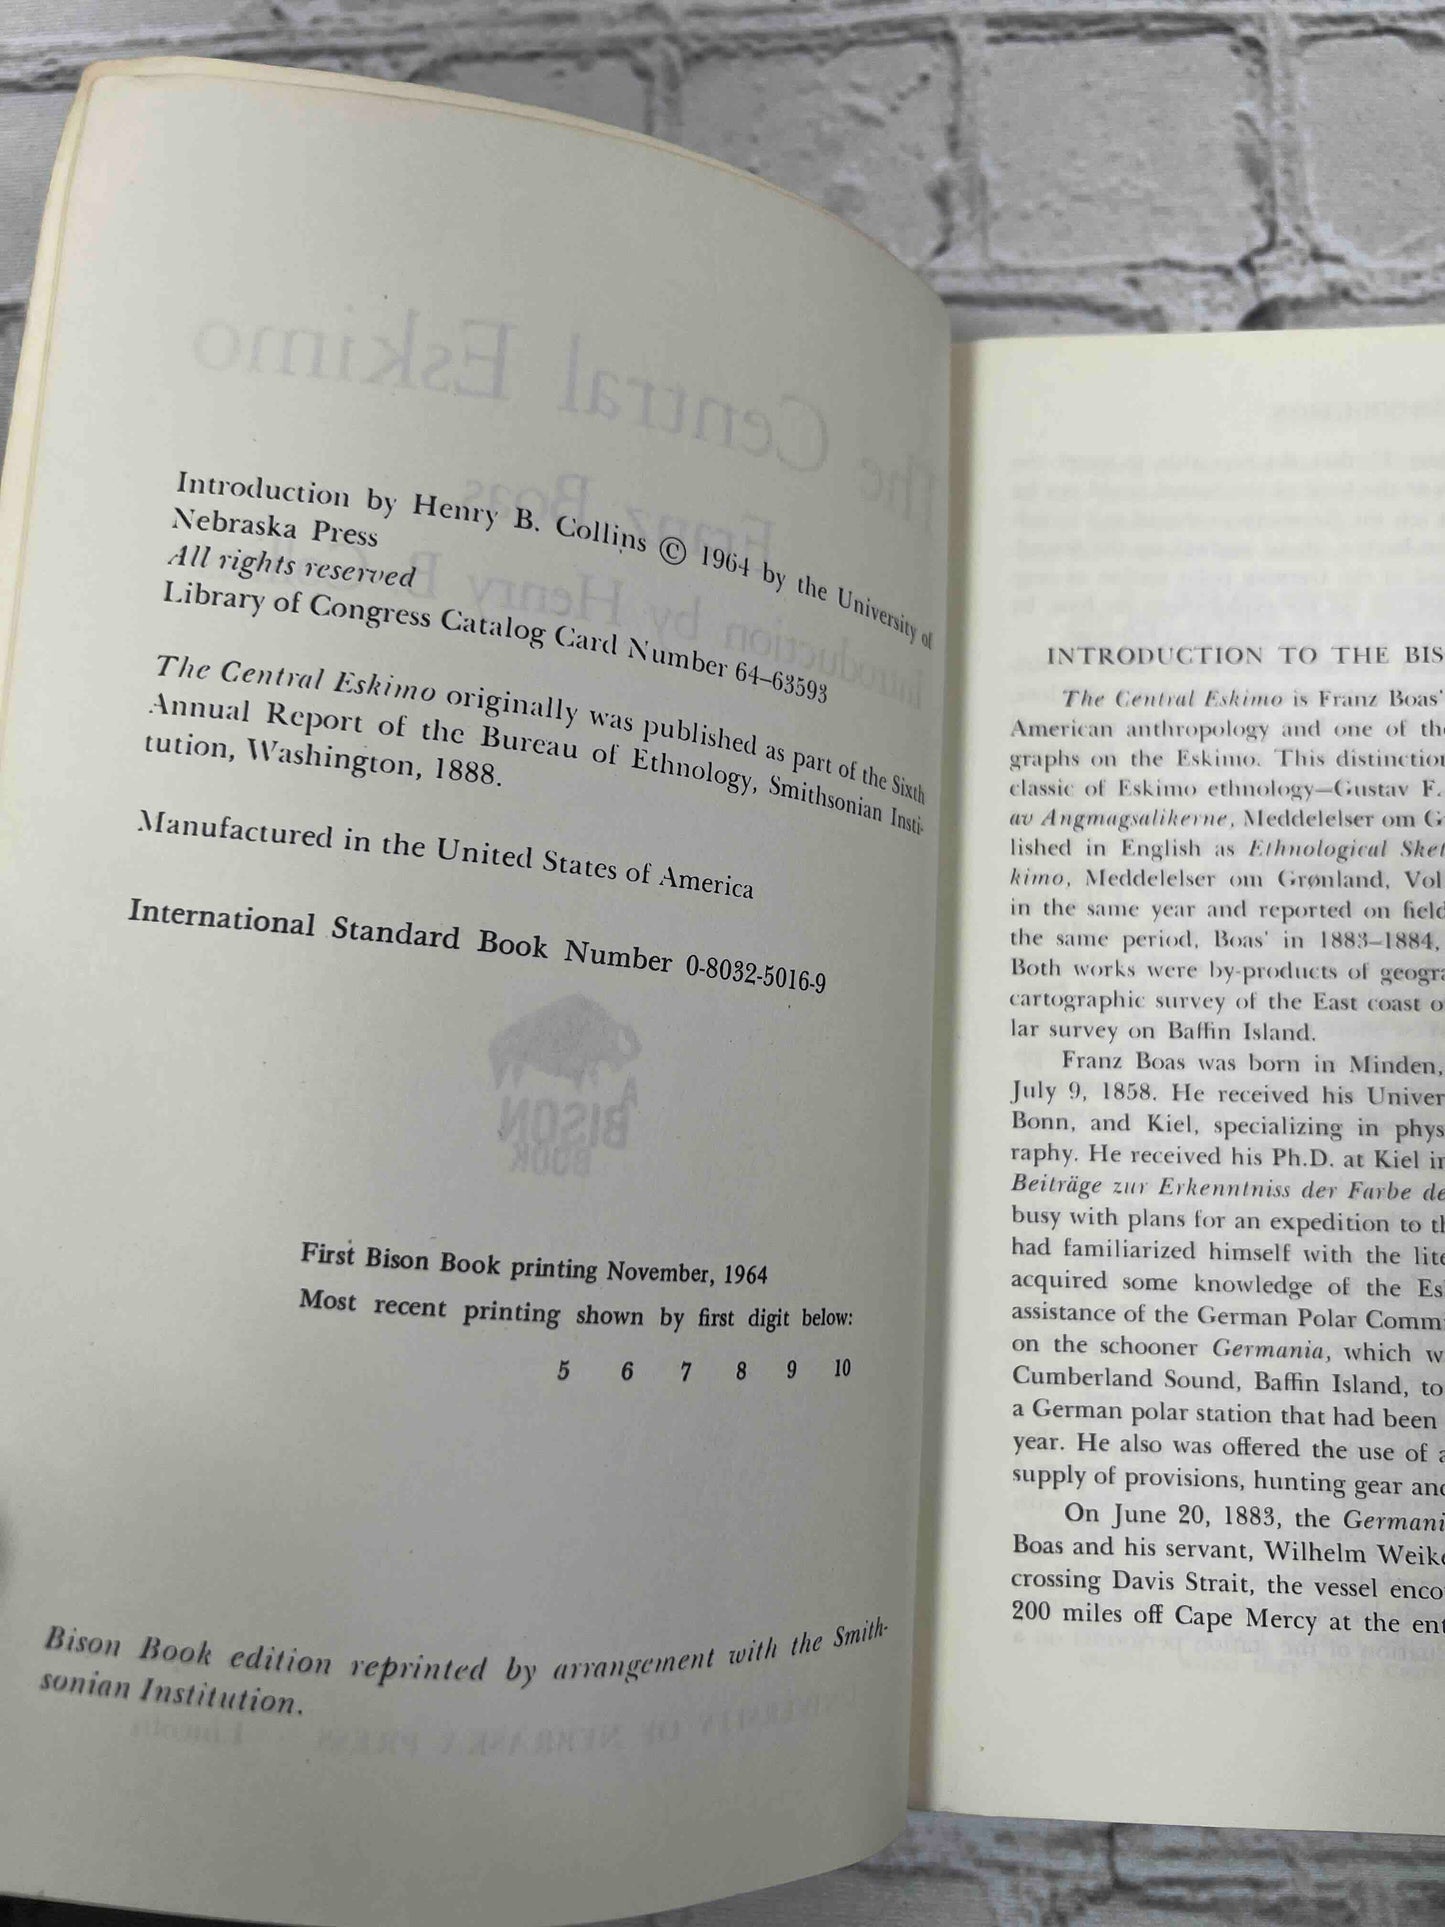 Introduction by Henry B. Collins © 1964 by the University of
Nebraska Press
All rights reserved
Library of Congress Catalog Card Number 64–63593
The Central Eskimo originally was published as part of the Sixth
Annual Report of the Bureau of Ethnology, Smithsonian Insti-
tution, Washington, 1888.
Manufactured in the United States of America
International Standard Book Number 0-8032-5016-9
First Bison Book printing November, 1964
Most recent printing shown by first digit below:
5 6 7 8 9 10
Bison Book edition reprinted by arrangement with the Smith-
sonian Institution.
INTRODUCTION TO THE BIS
The Central Eskimo is Franz Boas'
American anthropology and one of th
graphs on the Eskimo. This distinction
classic of Eskimo ethnology—Gustav F.
av Angmagsalikerne, Meddelelser om G
lished in English as Ethnological Sket
kimo, Meddelelser om Grønland, Vol
in the same year and reported on field
the same period, Boas' in 1883–1884,
Both works were by-products of geogra
cartographic survey of the East coast o
lar survey on Baffin Island.
Franz Boas was born in Minden,
July 9, 1858. He received his Univer
Bonn, and Kiel, specializing in phys
raphy. He received his Ph.D. at Kiel in
Beiträge zur Erkenntniss der Farbe de
busy with plans for an expedition to th
had familiarized himself with the lite
acquired some knowledge of the Es
assistance of the German Polar Comm
on the schooner Germania, which w
Cumberland Sound, Baffin Island, to
a German polar station that had been
year. He also was offered the use of a
supply of provisions, hunting gear and
On June 20, 1883, the Germani
Boas and his servant, Wilhelm Weike
crossing Davis Strait, the vessel enco
200 miles off Cape Mercy at the ent